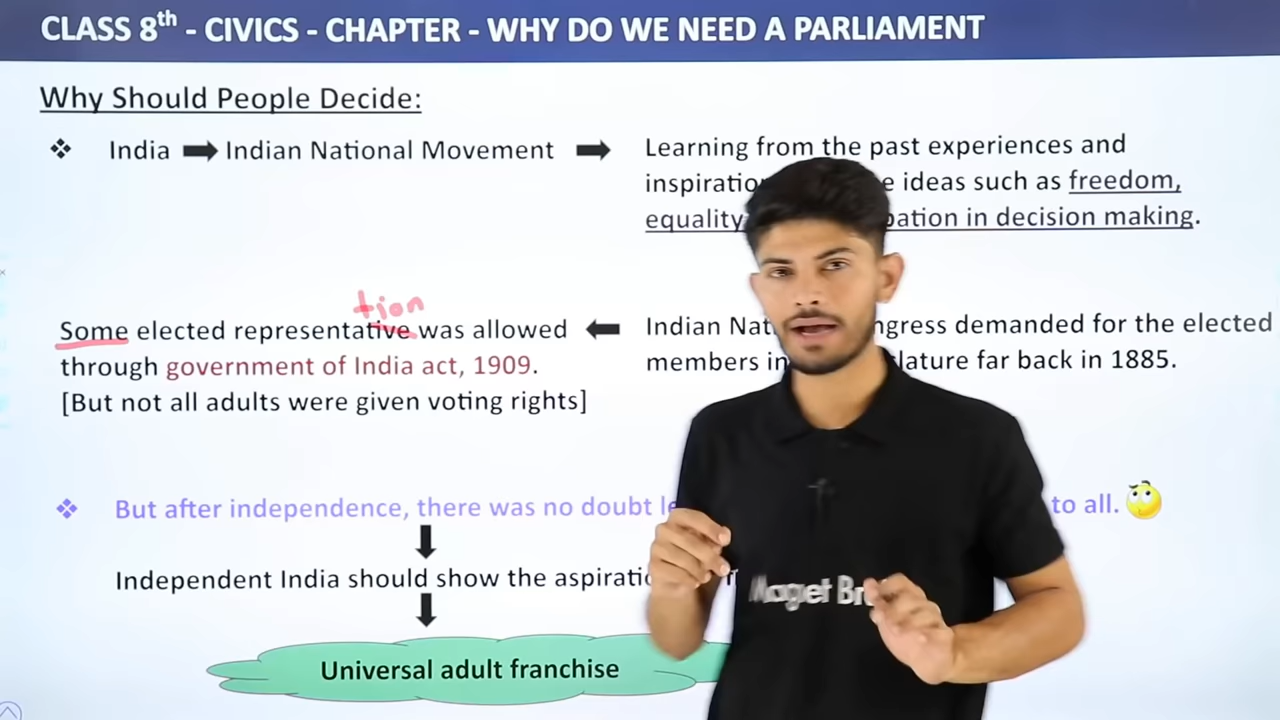 CLASS 8th - CIVICS - CHAPTER - WHY DO WE NEED A PARLIAMENT
Why Should People Decide:
❖ India ➡ Indian National Movement ➡ Learning from the past experiences and
inspiratio e ideas such as freedom,
equality pation in decision making.
tion
Some elected representative was allowed
through government of India act, 1909.
[But not all adults were given voting rights]
⬅ Indian Nat ngress demanded for the elected
members in lature far back in 1885.
❖ But after independence, there was no doubt le to all.
Independent India should show the aspiratio
Universal adult franchise
Magnet Br